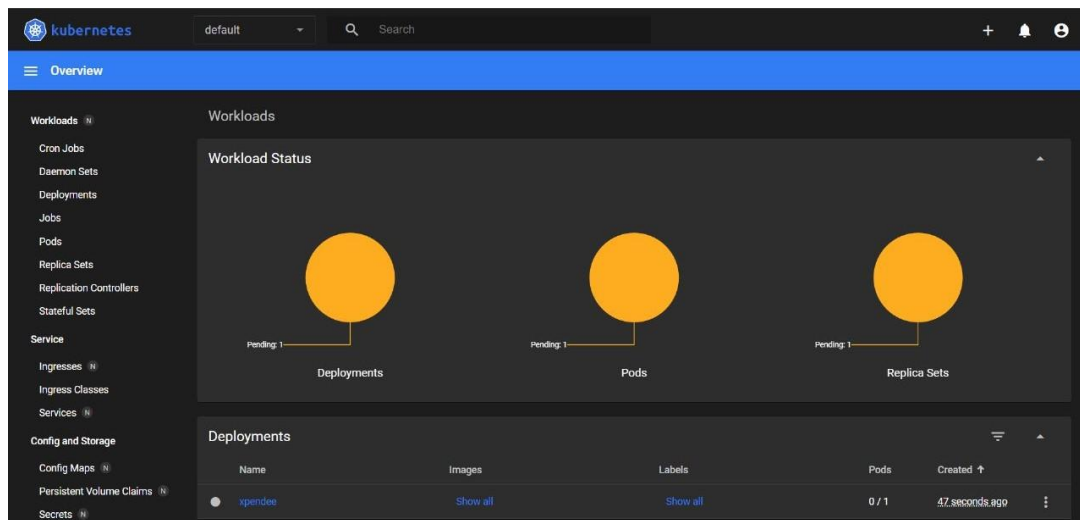 kubernetes
default
Search
+
Overview
Workloads N
Cron Jobs
Daemon Sets
Deployments
Jobs
Pods
Replica Sets
Replication Controllers
Stateful Sets
Service
Ingresses N
Ingress Classes
Services N
Config and Storage
Config Maps N
Persistent Volume Claims N
Secrets N
Workloads
Workload Status
Pending: 1
Deployments
Pending: 1
Pods
Pending: 1
Replica Sets
Deployments
Name Images Labels Pods Created ↑
xpendee Show all Show all 0 / 1 47 seconds ago